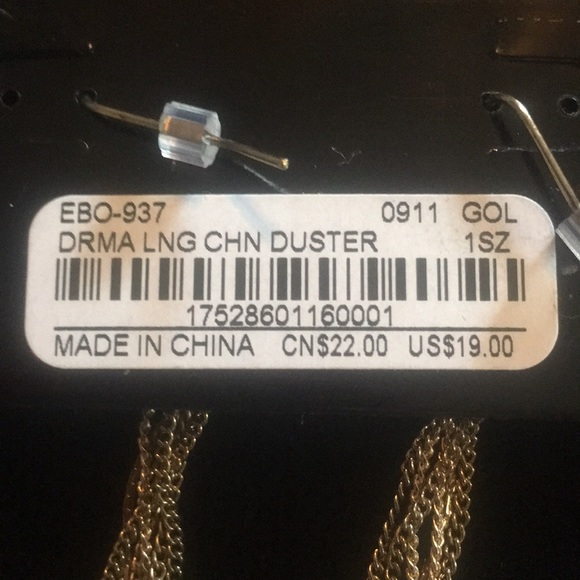 EBO-937 0911 GOL
DRMA LNG CHN DUSTER 1SZ
17528601160001
MADE IN CHINA CN$22.00 US$19.00